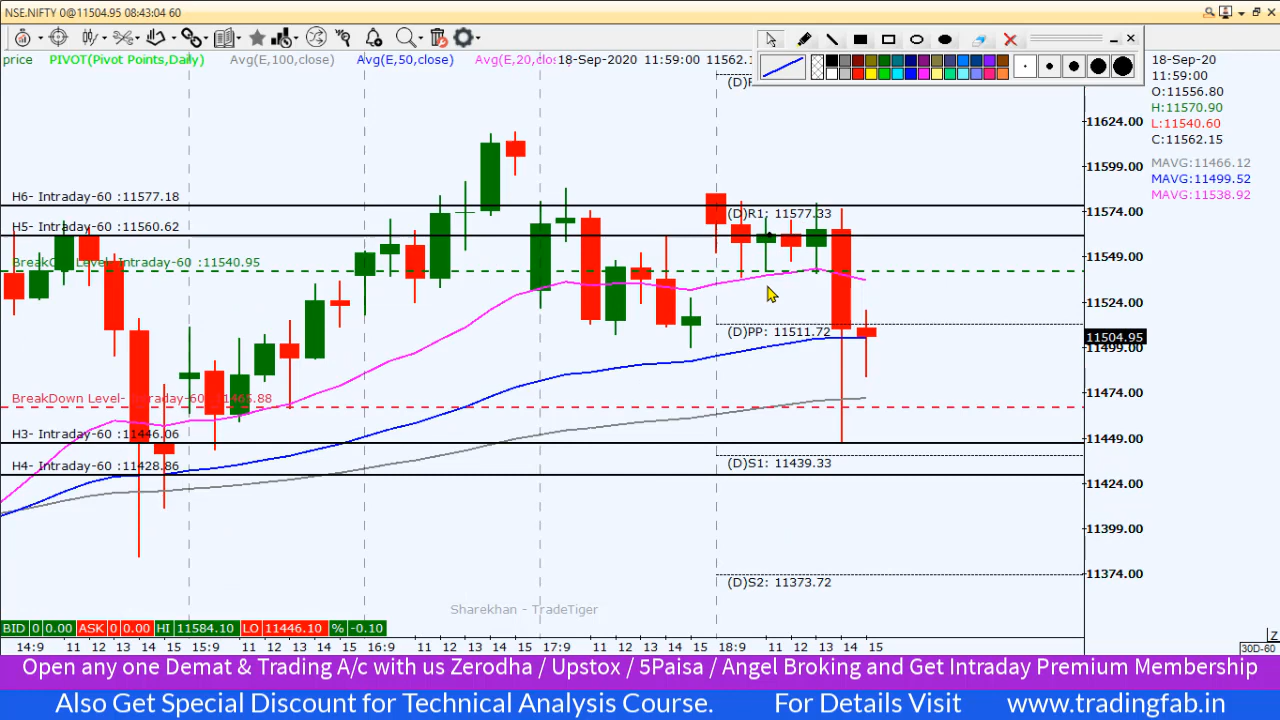 NSE.NIFTY 0@11504.95 08:43:04 60
price PIVOT(Pivot Points,Daily) Avg(E,100,close) Avg(E,50,close) Avg(E,20,clos 18-Sep-2020 11:59:00 11562.1
18-Sep-20
11:59:00
O:11556.80
H:11570.90
L:11540.60
C:11562.15
MAVG:11466.12
MAVG:11499.52
MAVG:11538.92
11624.00
11599.00
11574.00
11549.00
11524.00
11504.95
11499.00
11474.00
11449.00
11424.00
11399.00
11374.00
H6- Intraday-60 :11577.18
(D)R1: 11577.33
H5- Intraday-60 :11560.62
Intraday-60 :11540.95
(D)PP: 11511.72
BreakDown Level- Intraday-60 :11465.88
H3- Intraday-60 :11446.06
H4- Intraday-60 :11428.86
(D)S1: 11439.33
(D)S2: 11373.72
Sharekhan - TradeTiger
BID 0 0.00 ASK 0 0.00 HI 11584.10 LO 11446.10 % -0.10
Z
14:9 11 12 13 14 15 15:9 11 12 13 14 15 16:9 11 12 13 14 15 17:9 11 12 13 14 15 18:9 11 12 13 14 15
30D-60
Open any one Demat & Trading A/c with us Zerodha / Upstox / 5Paisa / Angel Broking and Get Intraday Premium Membership
Also Get Special Discount for Technical Analysis Course. For Details Visit www.tradingfab.in